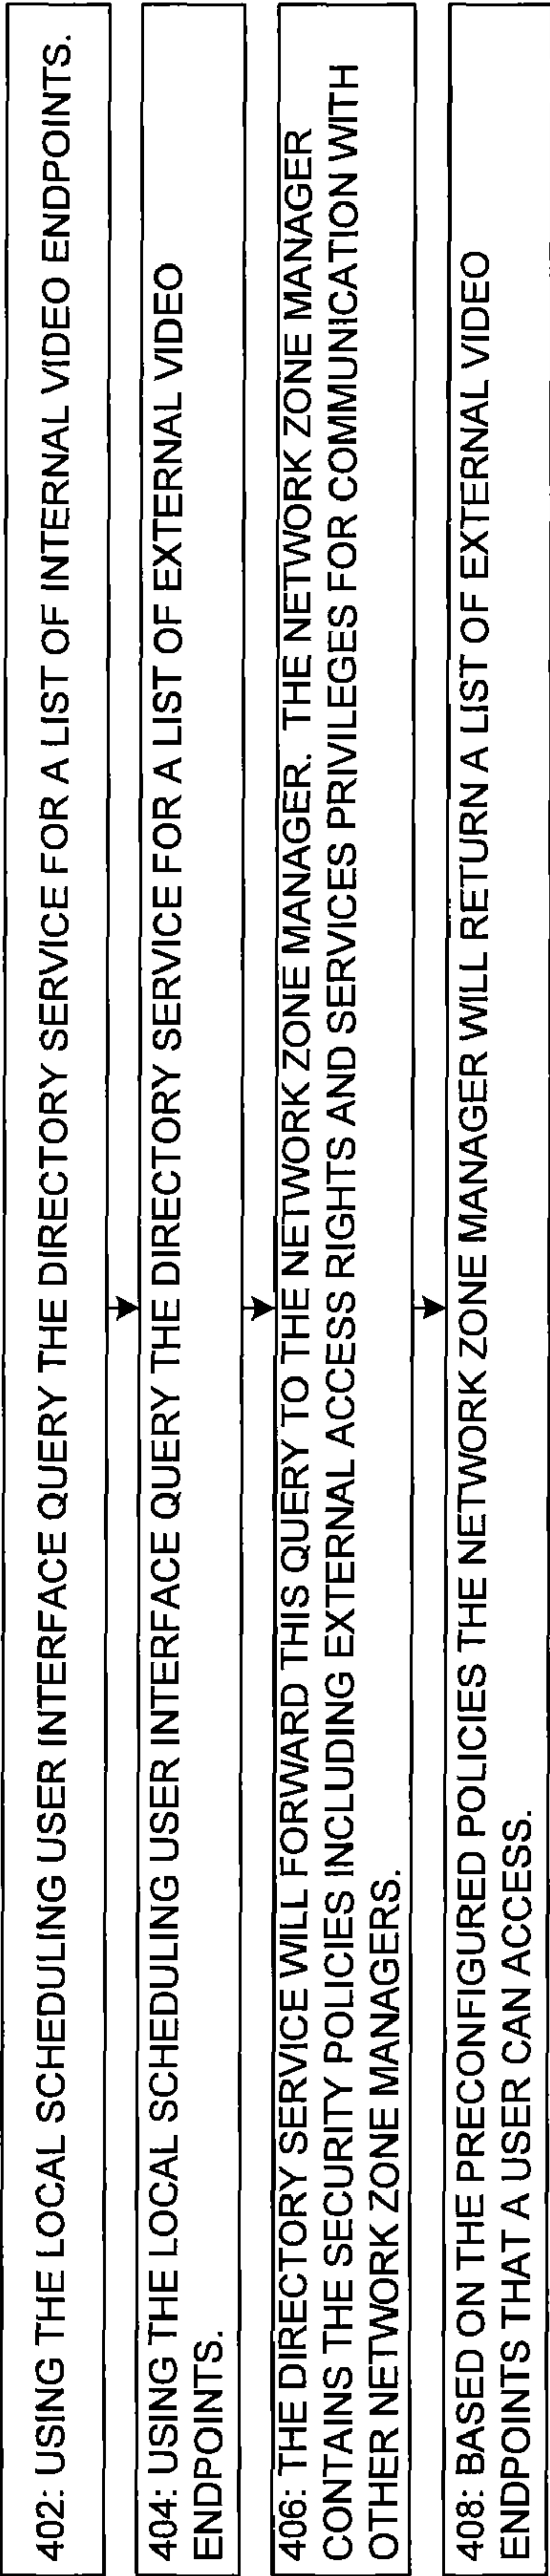 402: USING THE LOCAL SCHEDULING USER INTERFACE QUERY THE DIRECTORY SERVICE FOR A LIST OF INTERNAL VIDEO ENDPOINTS.
404: USING THE LOCAL SCHEDULING USER INTERFACE QUERY THE DIRECTORY SERVICE FOR A LIST OF EXTERNAL VIDEO
ENDPOINTS.
406: THE DIRECTORY SERVICE WILL FORWARD THIS QUERY TO THE NETWORK ZONE MANAGER. THE NETWORK ZONE MANAGER
CONTAINS THE SECURITY POLICIES INCLUDING EXTERNAL ACCESS RIGHTS AND SERVICES PRIVILEGES FOR COMMUNICATION WITH
OTHER NETWORK ZONE MANAGERS.
408: BASED ON THE PRECONFIGURED POLICIES THE NETWORK ZONE MANAGER WILL RETURN A LIST OF EXTERNAL VIDEO
ENDPOINTS THAT A USER CAN ACCESS.